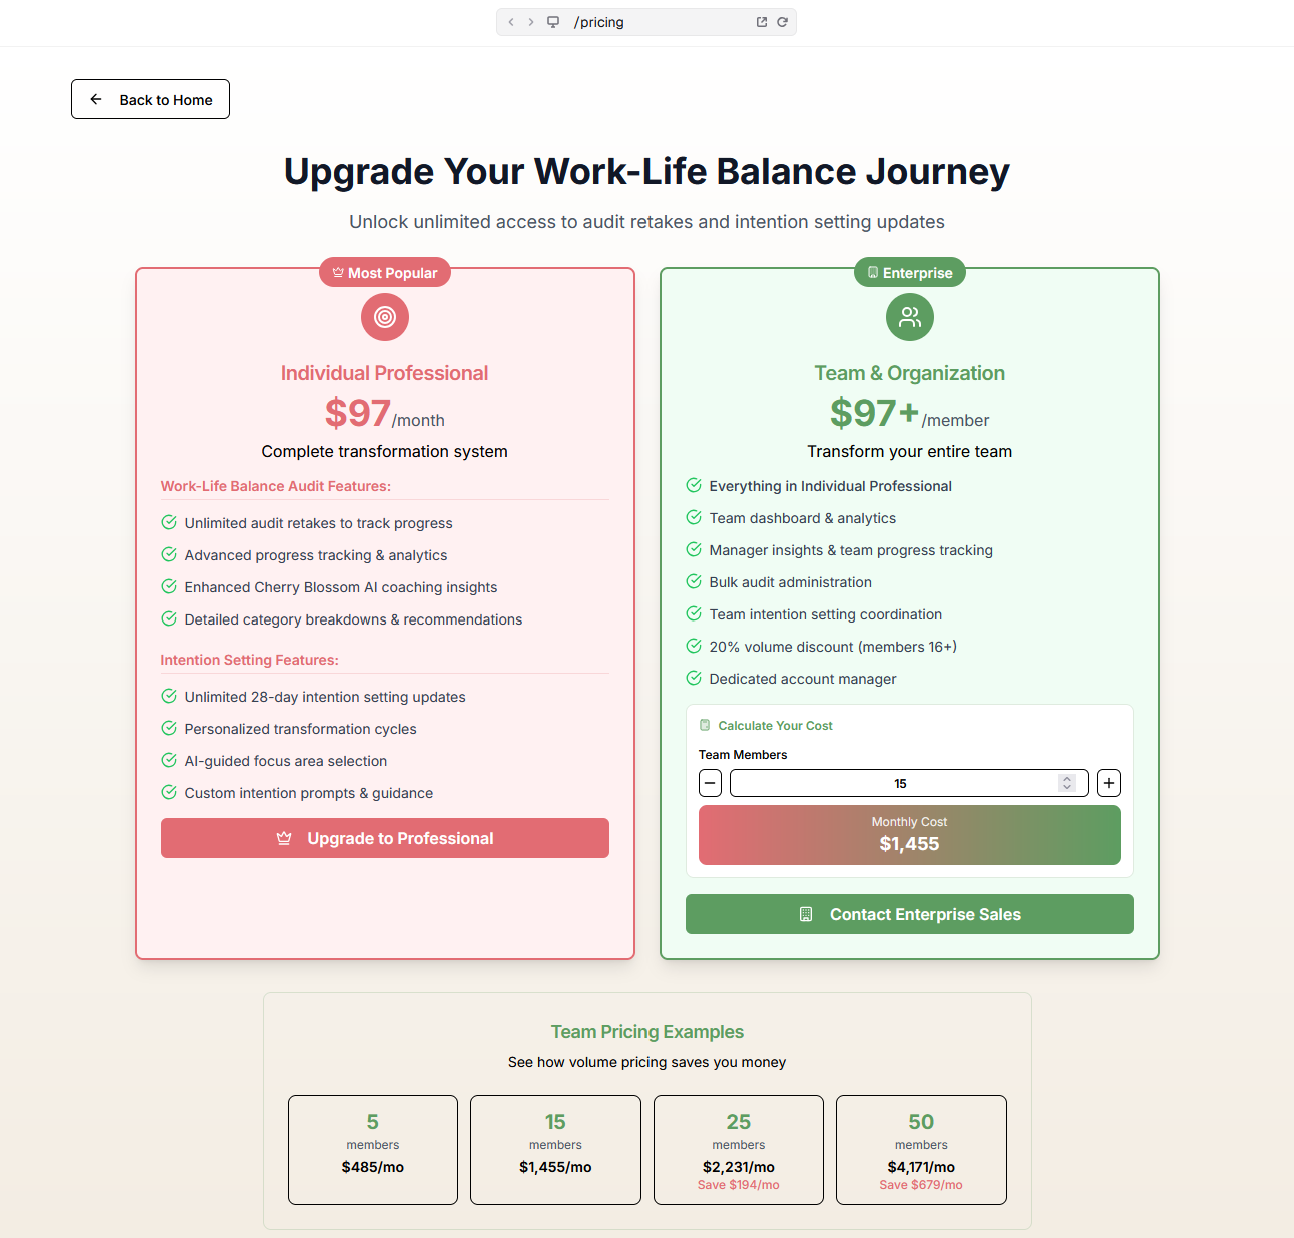 /pricing
Back to Home
Upgrade Your Work-Life Balance Journey
Unlock unlimited access to audit retakes and intention setting updates
Most Popular
Individual Professional
$97/month
Complete transformation system
Work-Life Balance Audit Features:
Unlimited audit retakes to track progress
Advanced progress tracking & analytics
Enhanced Cherry Blossom AI coaching insights
Detailed category breakdowns & recommendations
Intention Setting Features:
Unlimited 28-day intention setting updates
Personalized transformation cycles
AI-guided focus area selection
Custom intention prompts & guidance
Upgrade to Professional
Enterprise
Team & Organization
$97+/member
Transform your entire team
Everything in Individual Professional
Team dashboard & analytics
Manager insights & team progress tracking
Bulk audit administration
Team intention setting coordination
20% volume discount (members 16+)
Dedicated account manager
Calculate Your Cost
Team Members
15
Monthly Cost
$1,455
Contact Enterprise Sales
Team Pricing Examples
See how volume pricing saves you money
5
members
$485/mo
15
members
$1,455/mo
25
members
$2,231/mo
Save $194/mo
50
members
$4,171/mo
Save $679/mo